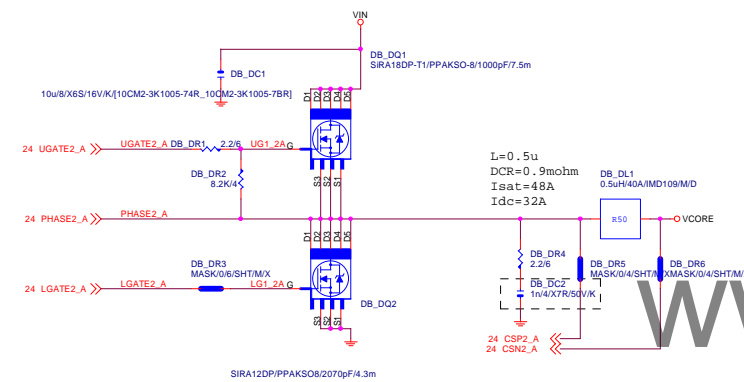 VIN
DB_DQ1
SiRA18DP-T1/PPAKSO-8/1000pF/7.5m
DB_DC1
10u/8/X6S/16V/K/[10CM2-3K1005-74R_10CM2-3K1005-7BR]
D1
D2
D3
D4
D5
24 UGATE2_A
UGATE2_A
DB_DR1
2.2/6
UG1_2A
G
DB_DR2
8.2K/4
S3
S2
S1
L=0.5u
DCR=0.9mohm
Isat=48A
Idc=32A
DB_DL1
0.5uH/40A/IMD109/M/D
R50
VCORE
24 PHASE2_A
PHASE2_A
D1
D2
D3
D4
D5
DB_DR3
MASK/0/6/SHT/M/X
24 LGATE2_A
LGATE2_A
LG1_2A
G
DB_DQ2
S3
S2
S1
DB_DR4
2.2/6
DB_DR5
MASK/0/4/SHT/M/X
DB_DR6
MASK/0/4/SHT/M/
DB_DC2
1n/4/X7R/50V/K
24 CSP2_A
24 CSN2_A
SIRA12DP/PPAKSO8/2070pF/4.3m